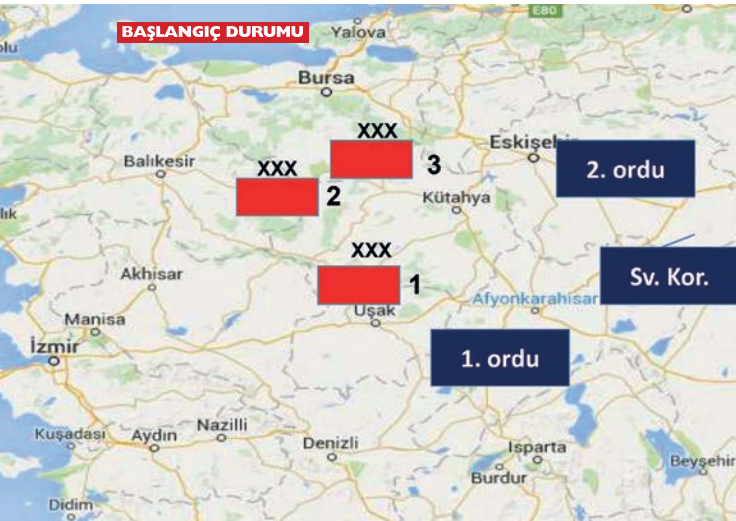 E80
BAŞLANGIÇ DURUMU
Yalova
Bursa
XXX
3
Eskişehir
Balıkesir
XXX
2
2. ordu
Kütahya
XXX
1
Akhisar
Sv. Kor.
Afyonkarahisar
Uşak
Manisa
İzmir
1. ordu
Kuşadası
Aydın
Nazilli
Denizli
Isparta
Burdur
Beyşehir
Didim